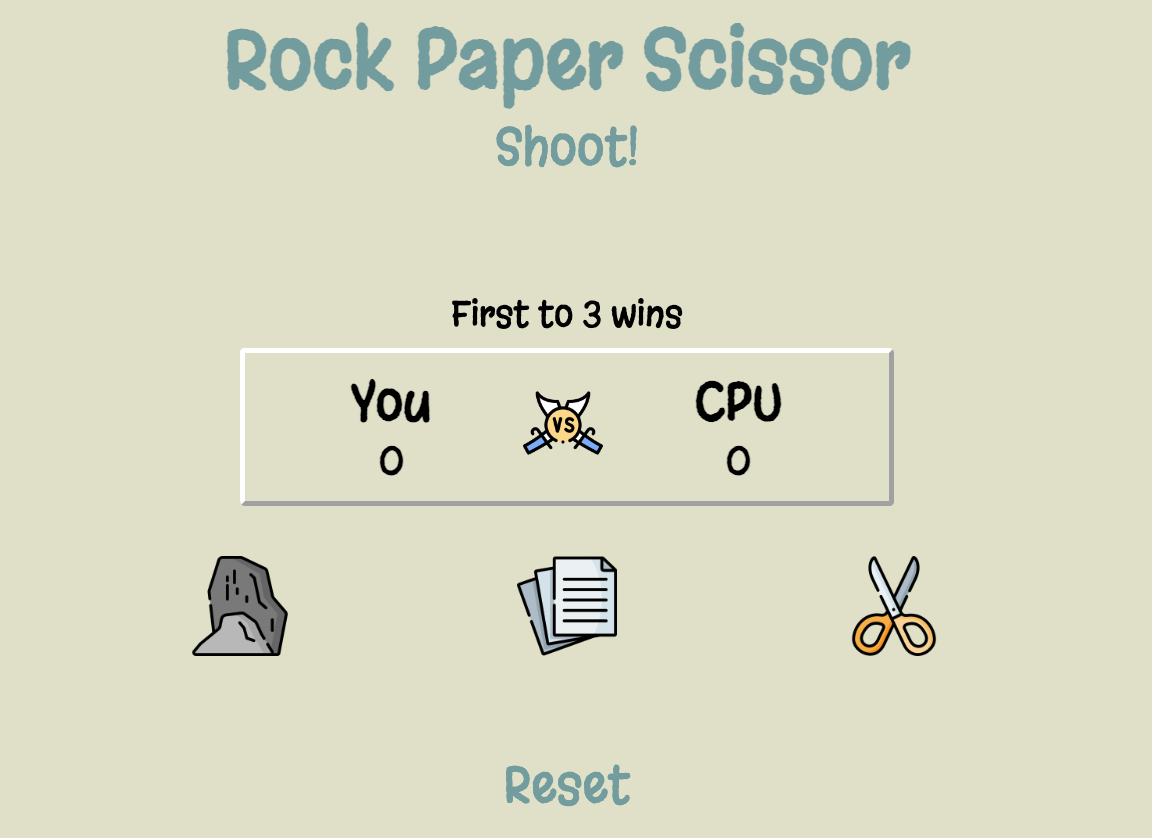 Rock Paper Scissor
Shoot!
First to 3 wins
You VS CPU
0 0
Reset